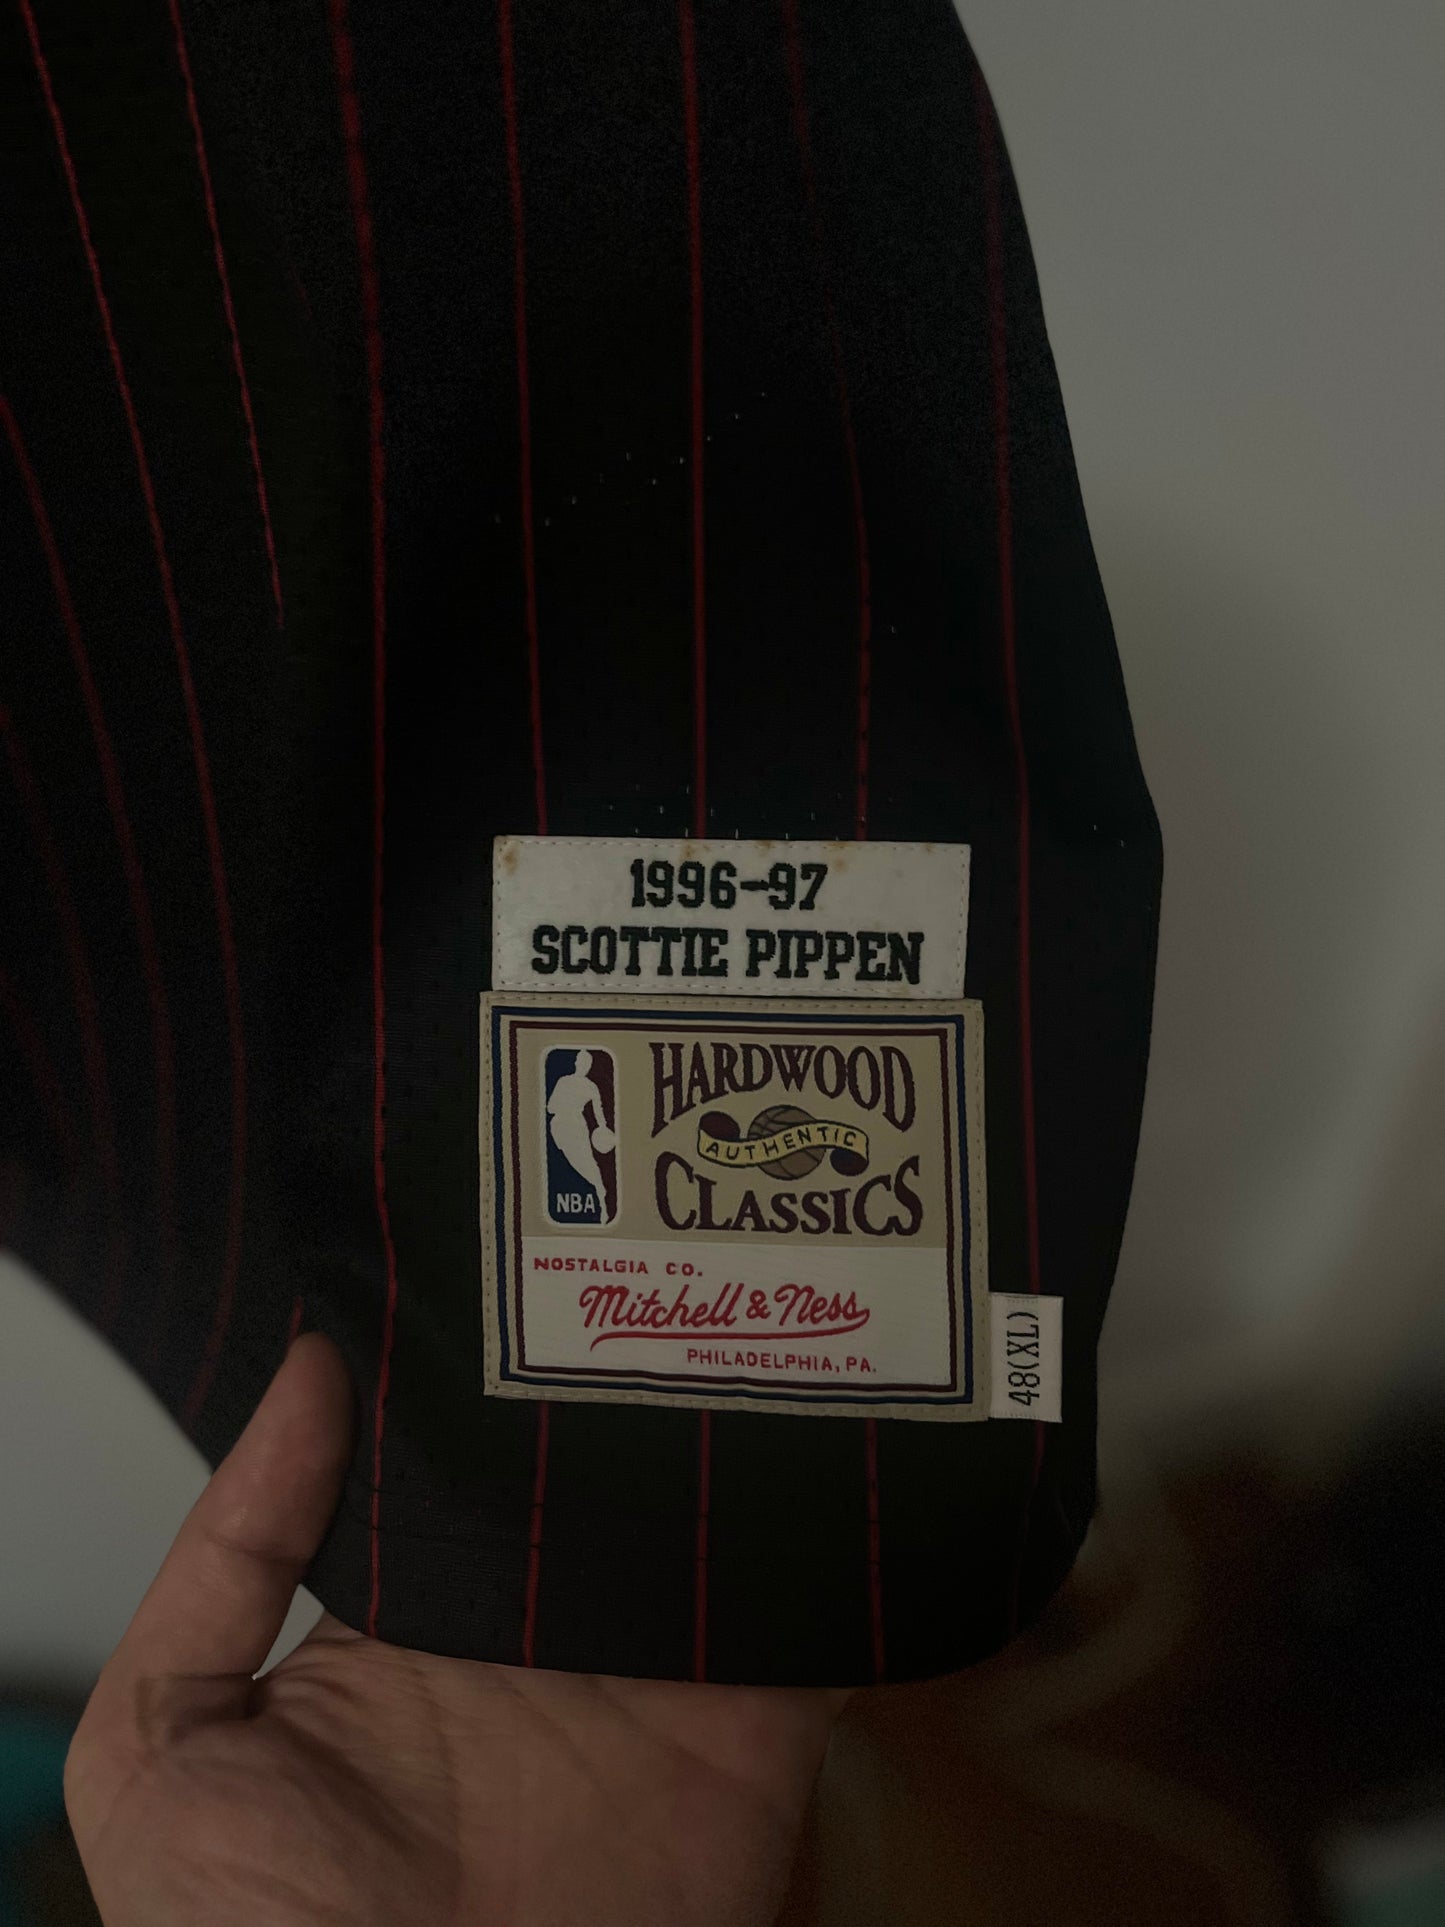 1996-97
SCOTTIE PIPPEN
HARDWOOD
AUTHENTIC
CLASSICS
NBA
NOSTALGIA CO.
Mitchell & Ness
PHILADELPHIA, PA.
48(XL)